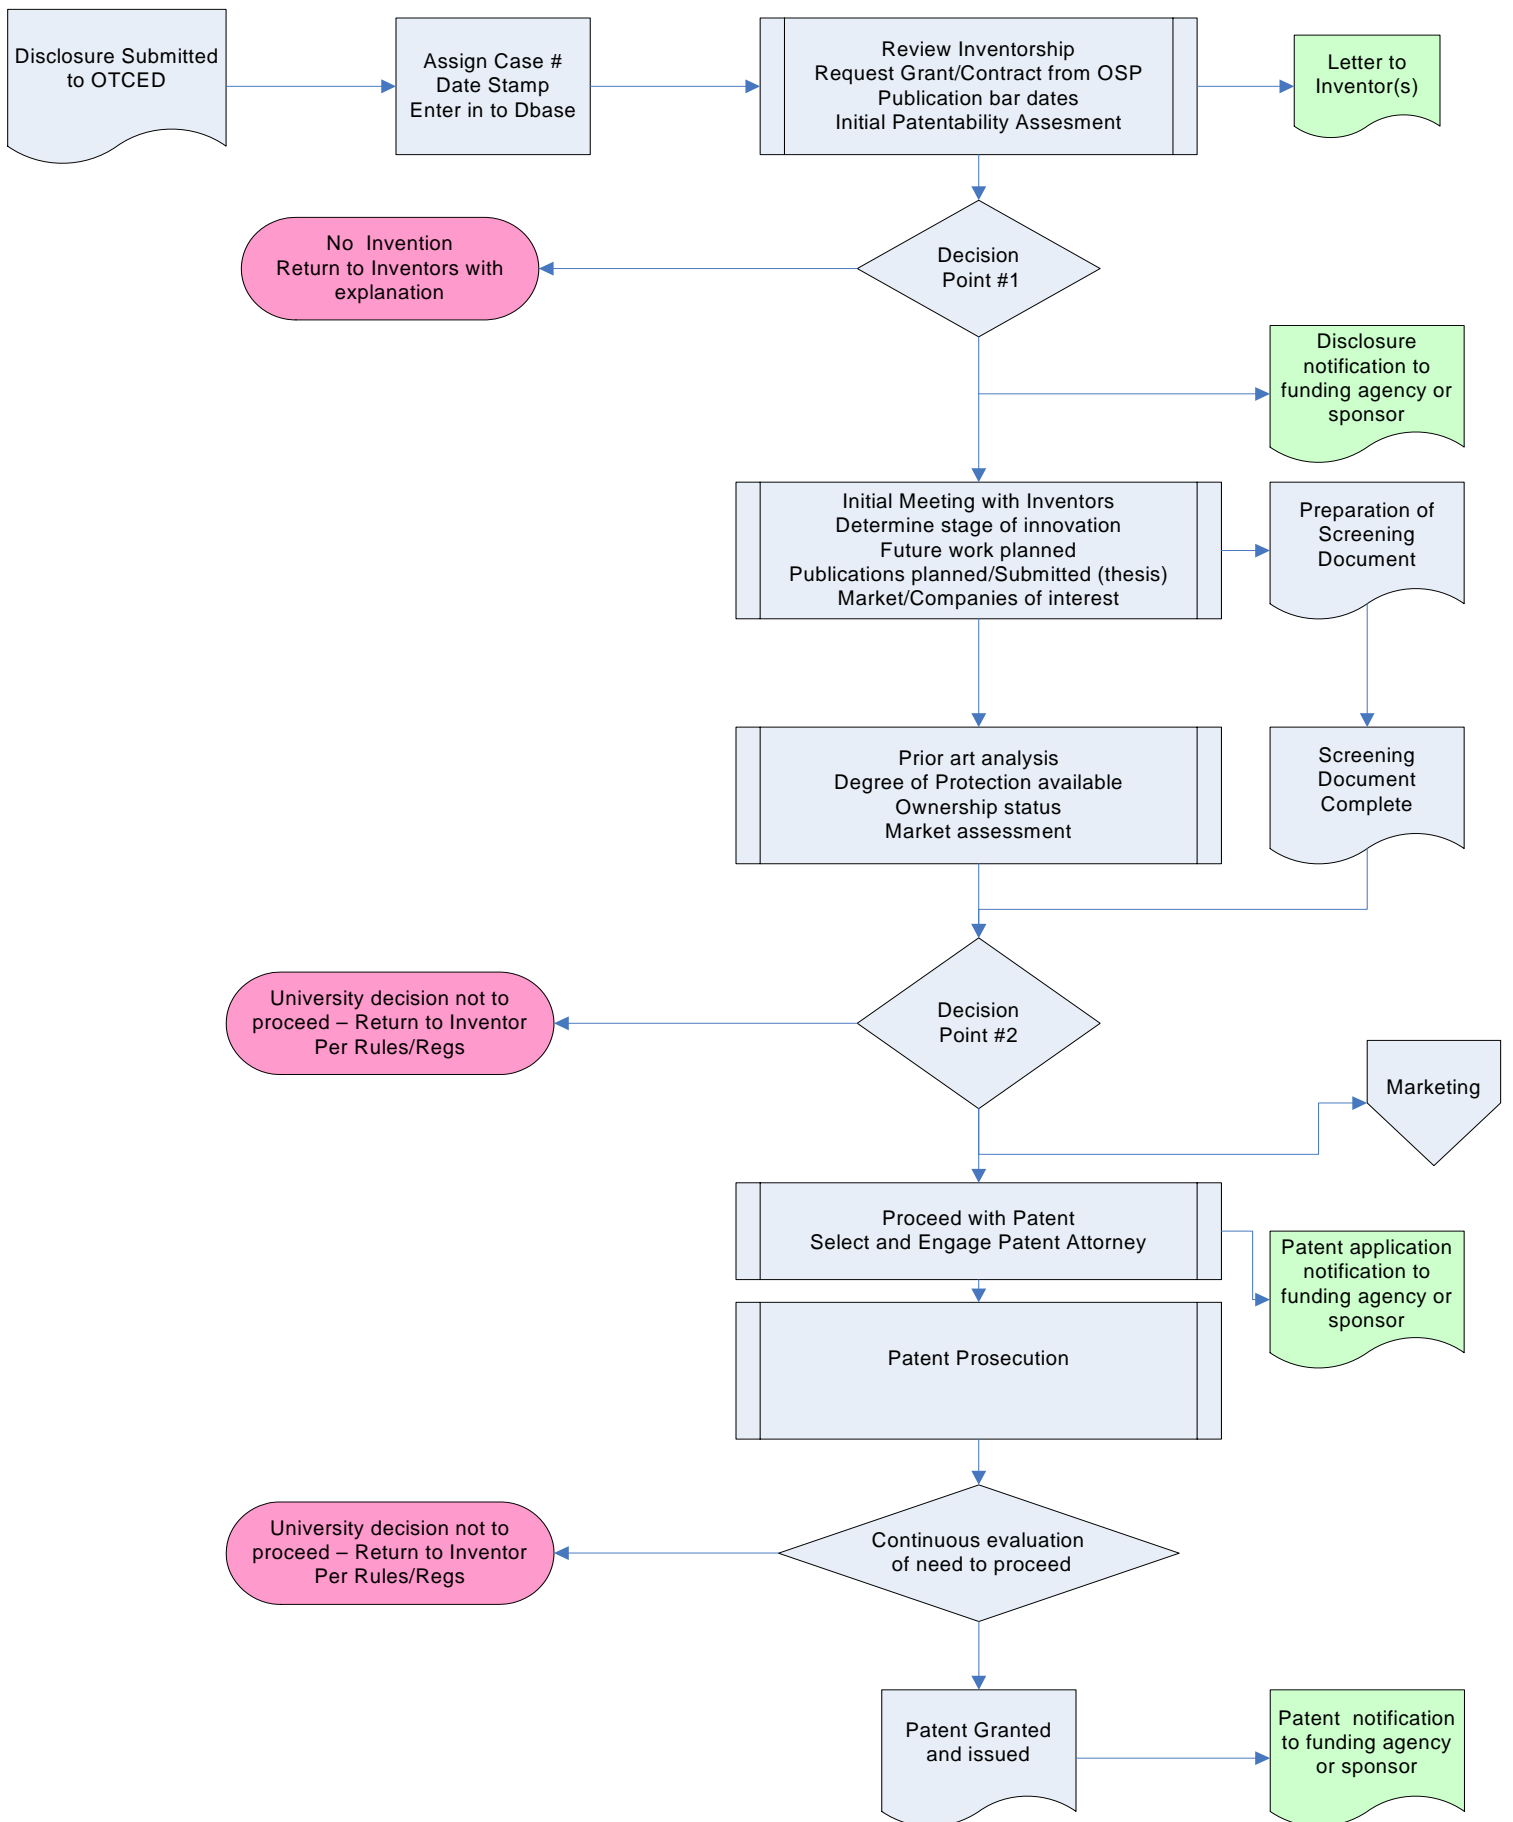 Disclosure Submitted
to OTCED
Assign Case #
Date Stamp
Enter in to Dbase
Review Inventorship
Request Grant/Contract from OSP
Publication bar dates
Initial Patentability Assesment
Letter to
Inventor(s)
Decision
Point #1
No  Invention
Return to Inventors with
explanation
Disclosure
notification to
funding agency or
sponsor
Initial Meeting with Inventors
Determine stage of innovation
Future work planned
Publications planned/Submitted (thesis)
Market/Companies of interest
Preparation of
Screening
Document
Prior art analysis
Degree of Protection available
Ownership status
Market assessment
Screening
Document
Complete
Decision
Point #2
University decision not to
proceed – Return to Inventor
Per Rules/Regs
Marketing
Proceed with Patent
Select and Engage Patent Attorney
Patent application
notification to
funding agency or
sponsor
Patent Prosecution
Continuous evaluation
of need to proceed
University decision not to
proceed – Return to Inventor
Per Rules/Regs
Patent Granted
and issued
Patent  notification
to funding agency
or sponsor